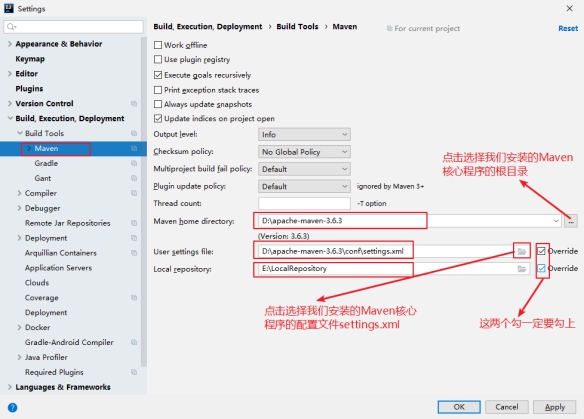 Settings
Appearance & Behavior
Keymap
Editor
Plugins
Version Control
Build, Execution, Deployment
Build Tools
Maven
Gradle
Gant
Compiler
Debugger
Remote Jar Repositories
Deployment
Arquillian Containers
Application Servers
Clouds
Coverage
Deployment
Docker
Gradle-Android Compiler
Java Profiler
Required Plugins
Languages & Frameworks
Build, Execution, Deployment › Build Tools › Maven
For current project
Reset
Work offline
Use plugin registry
Execute goals recursively
Print exception stack traces
Always update snapshots
Update indices on project open
Output level: Info
Checksum policy: No Global Policy
Multiproject build fail policy: Default
Plugin update policy: Default ignored by Maven 3+
Thread count: -T option
点击选择我们安装的Maven
核心程序的根目录
Maven home directory: D:\apache-maven-3.6.3 ...
(Version: 3.6.3)
User settings file: D:\apache-maven-3.6.3\conf\settings.xml Override
Local repository: E:\LocalRepository Override
点击选择我们安装的Maven核心
程序的配置文件settings.xml
这两个勾一定要勾上
?
OK
Cancel
Apply